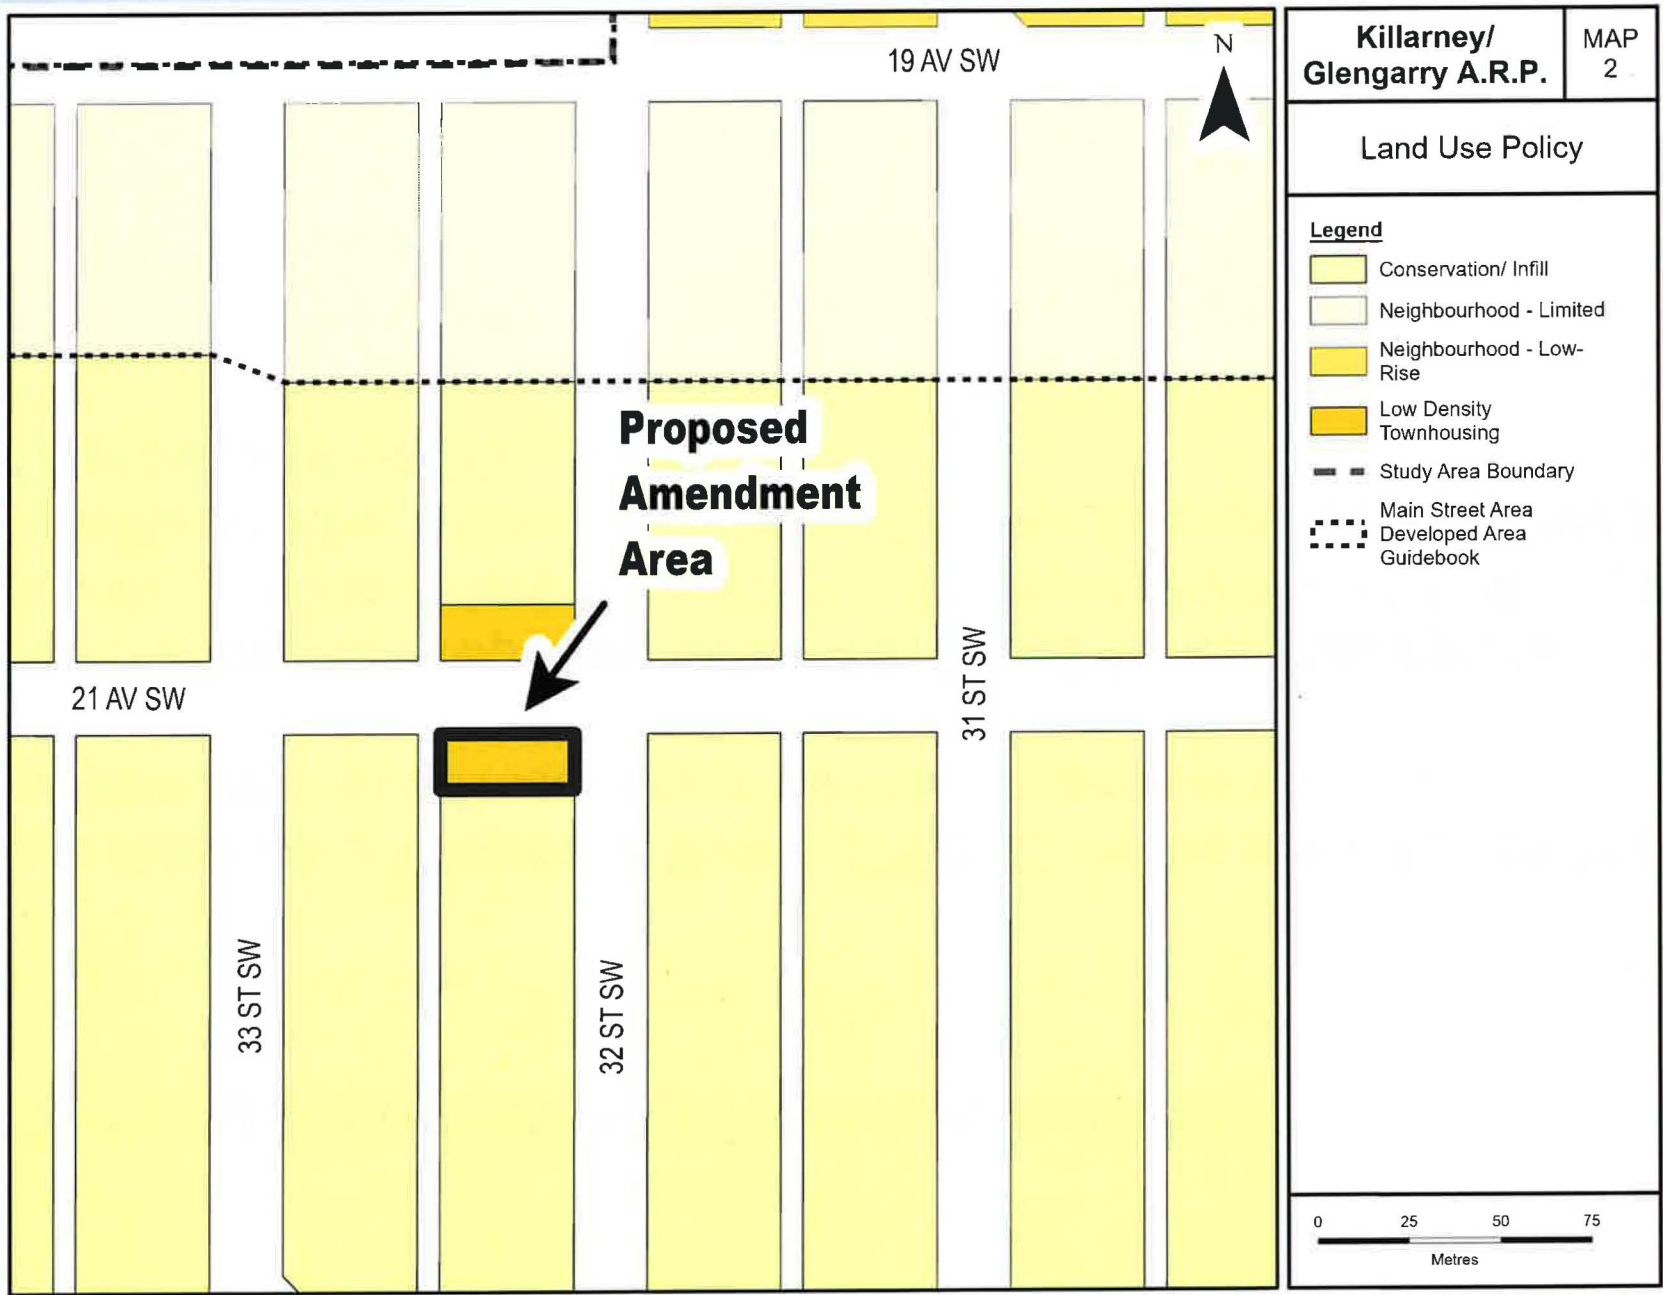 19 AV SW
N
Proposed
Amendment
Area
21 AV SW
31 ST SW
33 ST SW
32 ST SW
Killarney/
Glengarry A.R.P.
MAP
2
Land Use Policy
Legend
Conservation/ Infill
Neighbourhood - Limited
Neighbourhood - Low-
Rise
Low Density
Townhousing
Study Area Boundary
Main Street Area
Developed Area
Guidebook
0 25 50 75
Metres